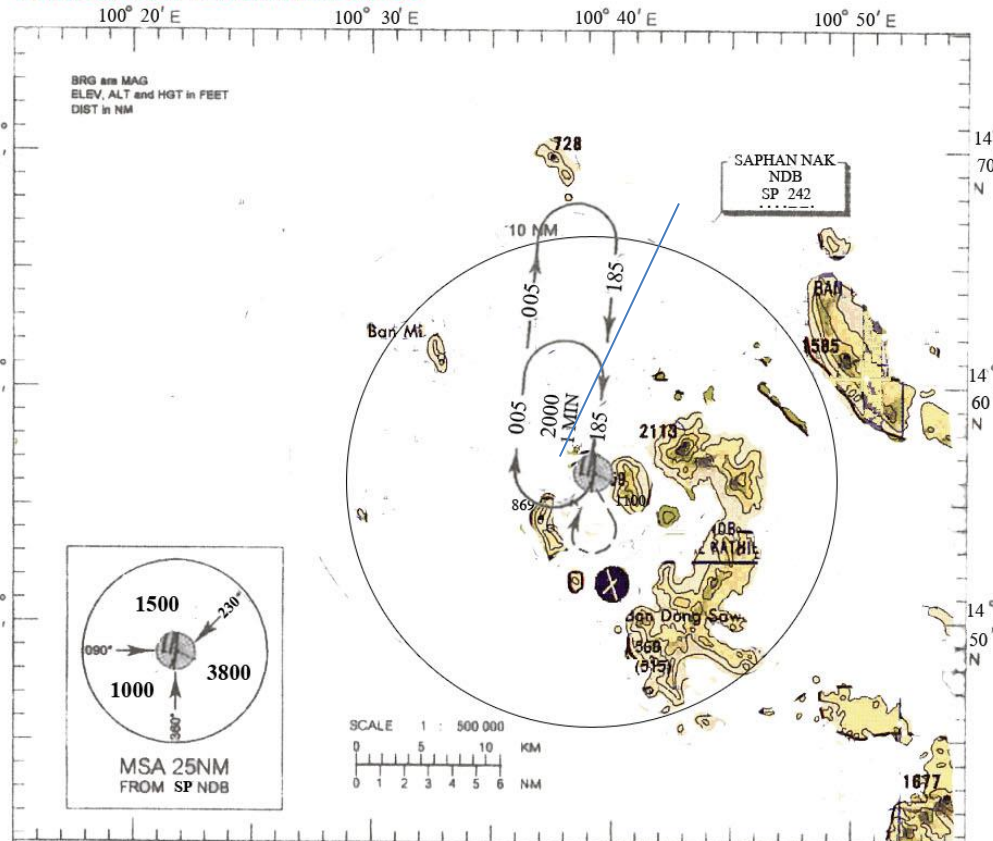 100° 20' E
100° 30' E
100° 40' E
100° 50' E
BRG are MAG
ELEV, ALT and HGT in FEET
DIST in NM
14°
70'
N
728
SAPHAN NAK
NDB
SP 242
10 NM
005
185
BAN
Ban Mi
1585
14°
60
N
005
2000
1 MIN
185
2113
869
1100
1500
230°
090°
3800
1000
360°
Ban Dong Saw
366
(315)
14°
50'
N
SCALE 1 : 500 000
0 5 10 KM
0 1 2 3 4 5 6 NM
MSA 25NM
FROM SP NDB
1677